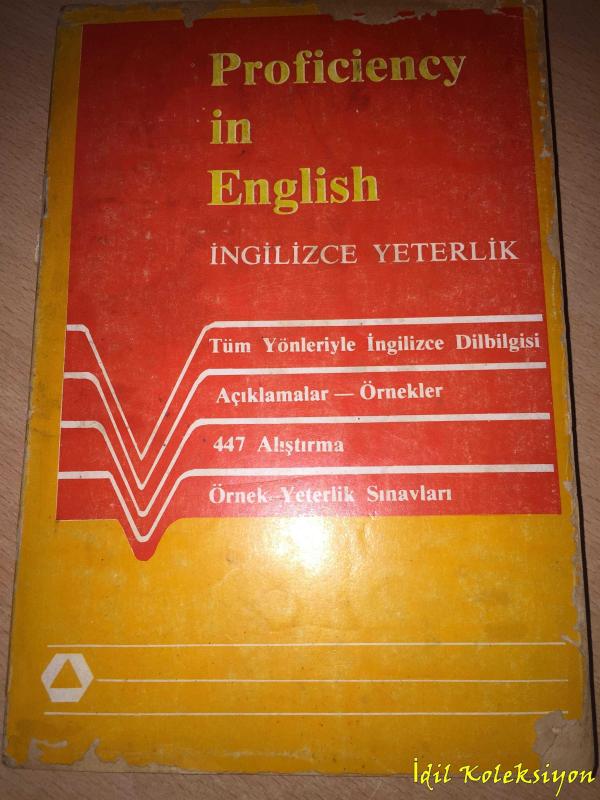 Proficiency
in
English
İNGİLİZCE YETERLİK
Tüm Yönleriyle İngilizce Dilbilgisi
Açıklamalar — Örnekler
447 Alıştırma
Örnek Yeterlik Sınavları
İdil Koleksiyon